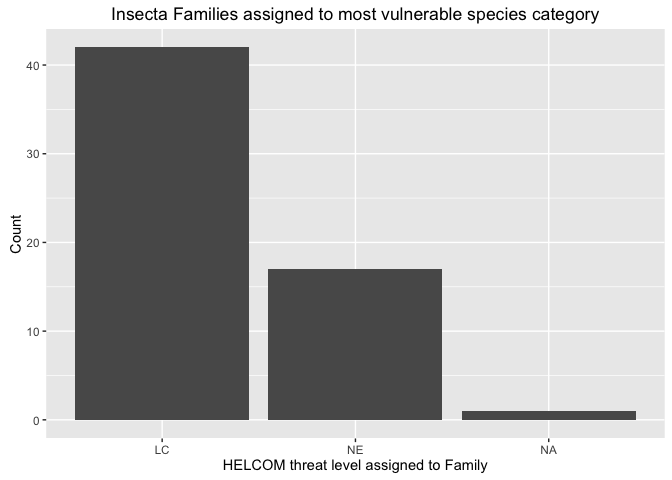 Insecta Families assigned to most vulnerable species category
Count
40
30
20
10
0
LC NE NA
HELCOM threat level assigned to Family